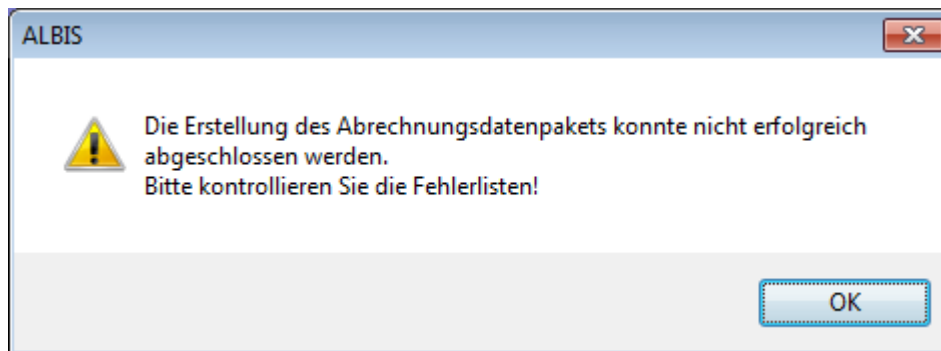 ALBIS
Die Erstellung des Abrechnungsdatenpakets konnte nicht erfolgreich
abgeschlossen werden.
Bitte kontrollieren Sie die Fehlerlisten!
OK